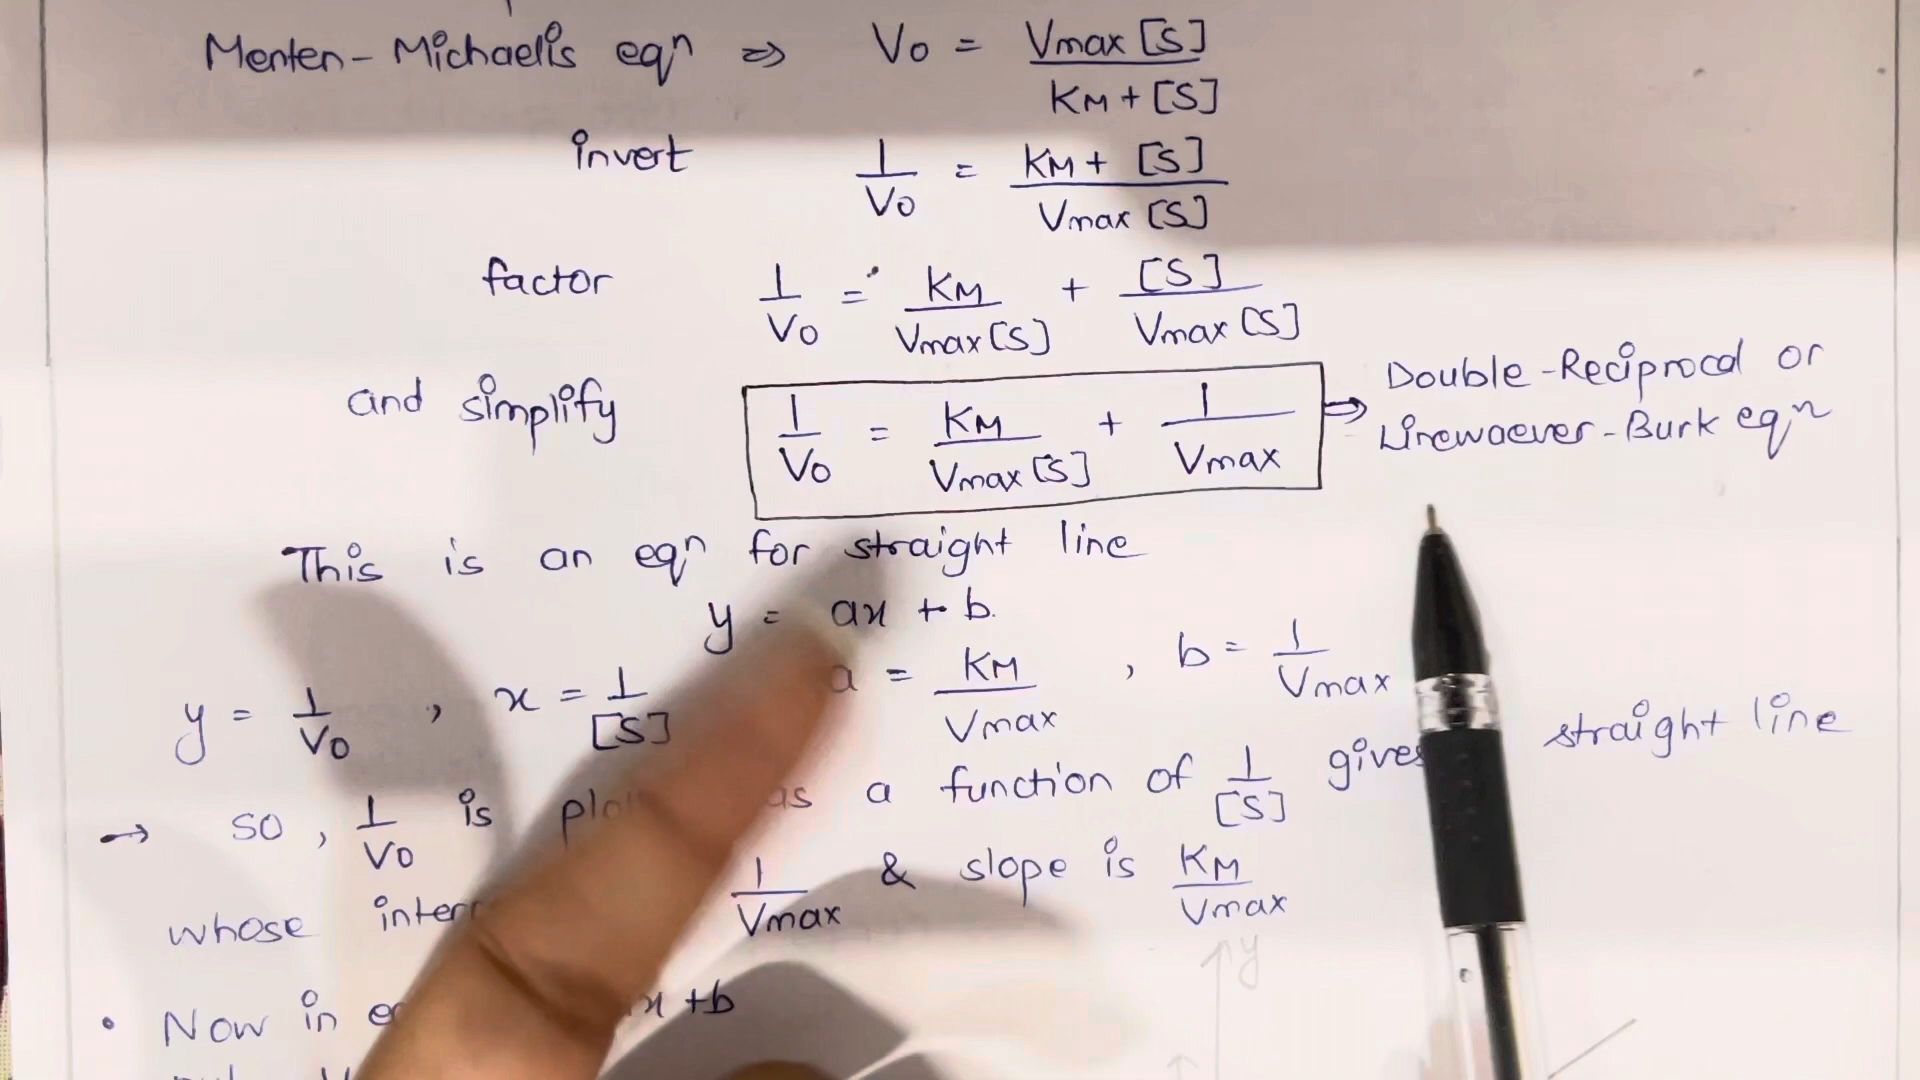 Menten-Michaelis eqn ⇒ Vo = Vmax [S] / KM + [S]
invert 1/Vo = KM + [S] / Vmax [S]
factor 1/Vo = KM / Vmax [S] + [S] / Vmax [S]
and simplify 1/Vo = KM / Vmax [S] + 1 / Vmax → Double-Reciprocal or
Linewaever-Burk eqn
This is an eqn for straight line
y = ax + b.
y = 1/Vo , x = 1/[S] a = KM/Vmax , b = 1/Vmax
→ so, 1/Vo is as a function of 1/[S] gives straight line
whose 1/Vmax & slope is KM/Vmax
y
• Now in x + b